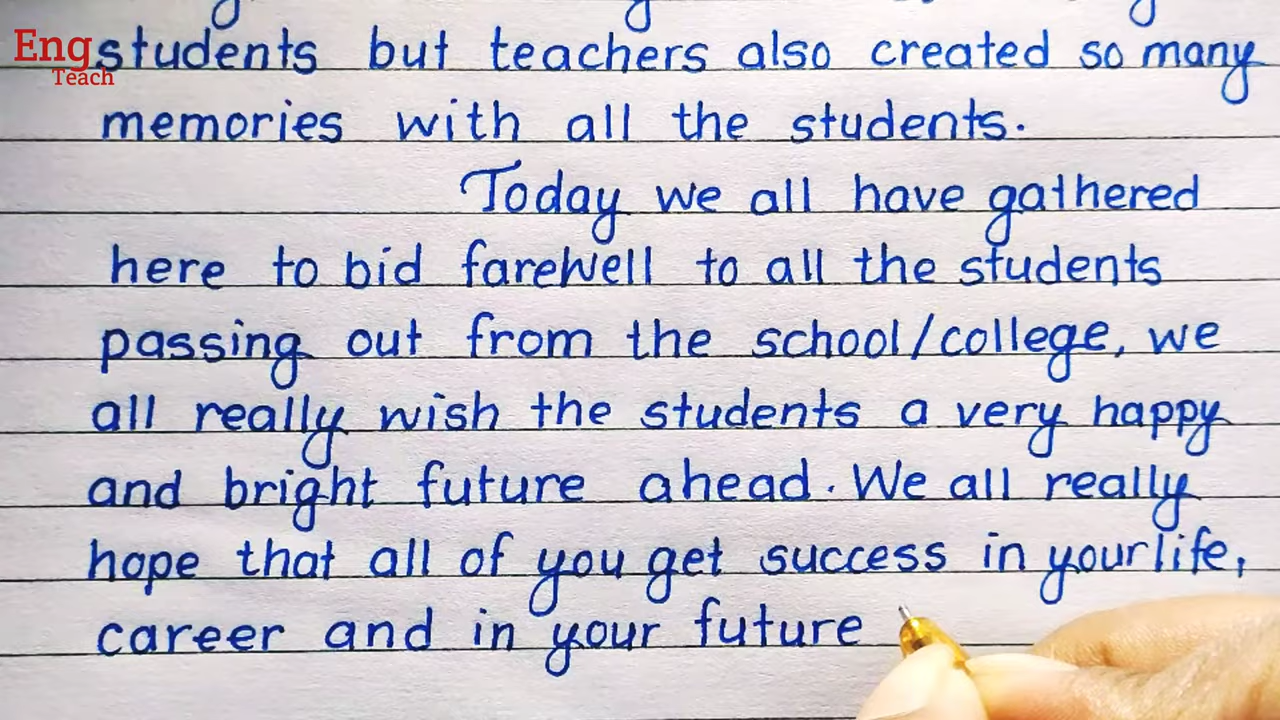 Eng
Teach
students but teachers also created so many
memories with all the students.
Today we all have gathered
here to bid farewell to all the students
passing out from the school/college, we
all really wish the students a very happy
and bright future ahead. We all really
hope that all of you get success in your life,
career and in your future